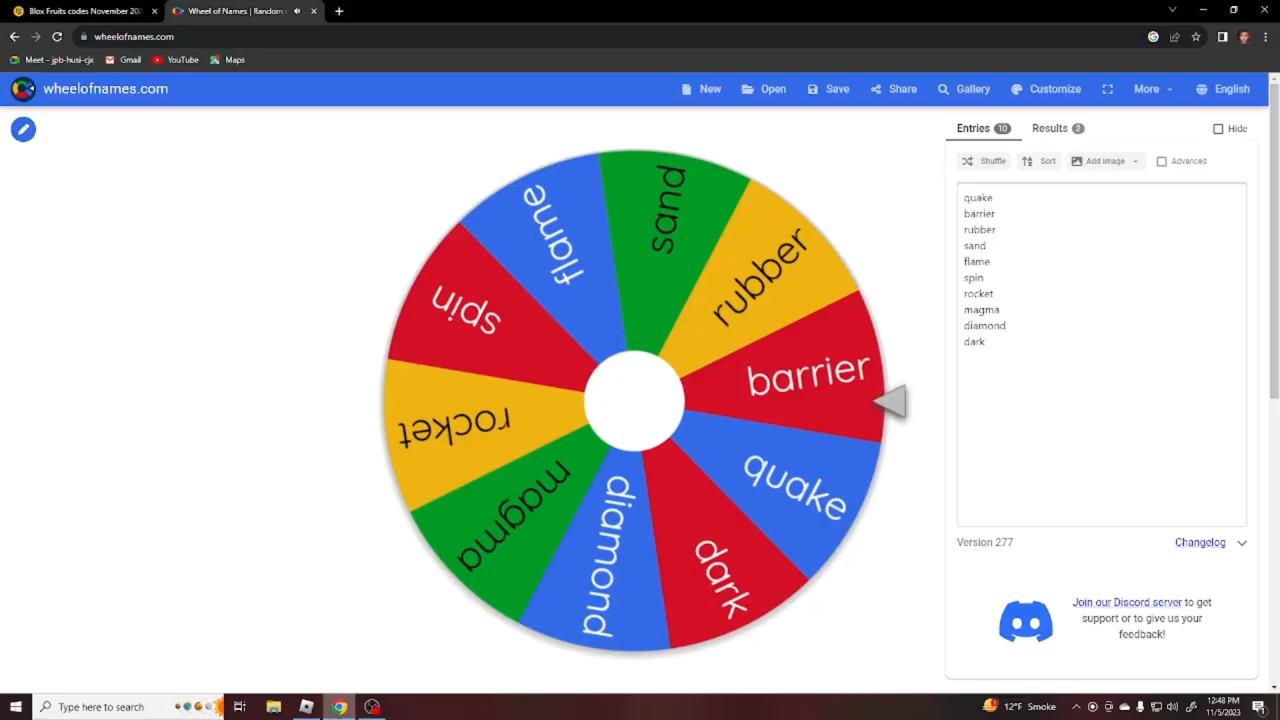 Blox Fruits codes November 202
Wheel of Names | Random
wheelofnames.com
Meet – jpb-husi-cjx
Gmail
YouTube
Maps
wheelofnames.com
New
Open
Save
Share
Gallery
Customize
More
English
Entries 10
Results 2
Hide
Shuffle
Sort
Add image
Advanced
quake
barrier
rubber
sand
flame
spin
rocket
magma
diamond
dark
sand
flame
rubber
spin
barrier
rocket
quake
magma
diamond
dark
Version 277
Changelog
Join our Discord server to get
support or to give us your
feedback!
Type here to search
12°F Smoke
12:48 PM
11/5/2023